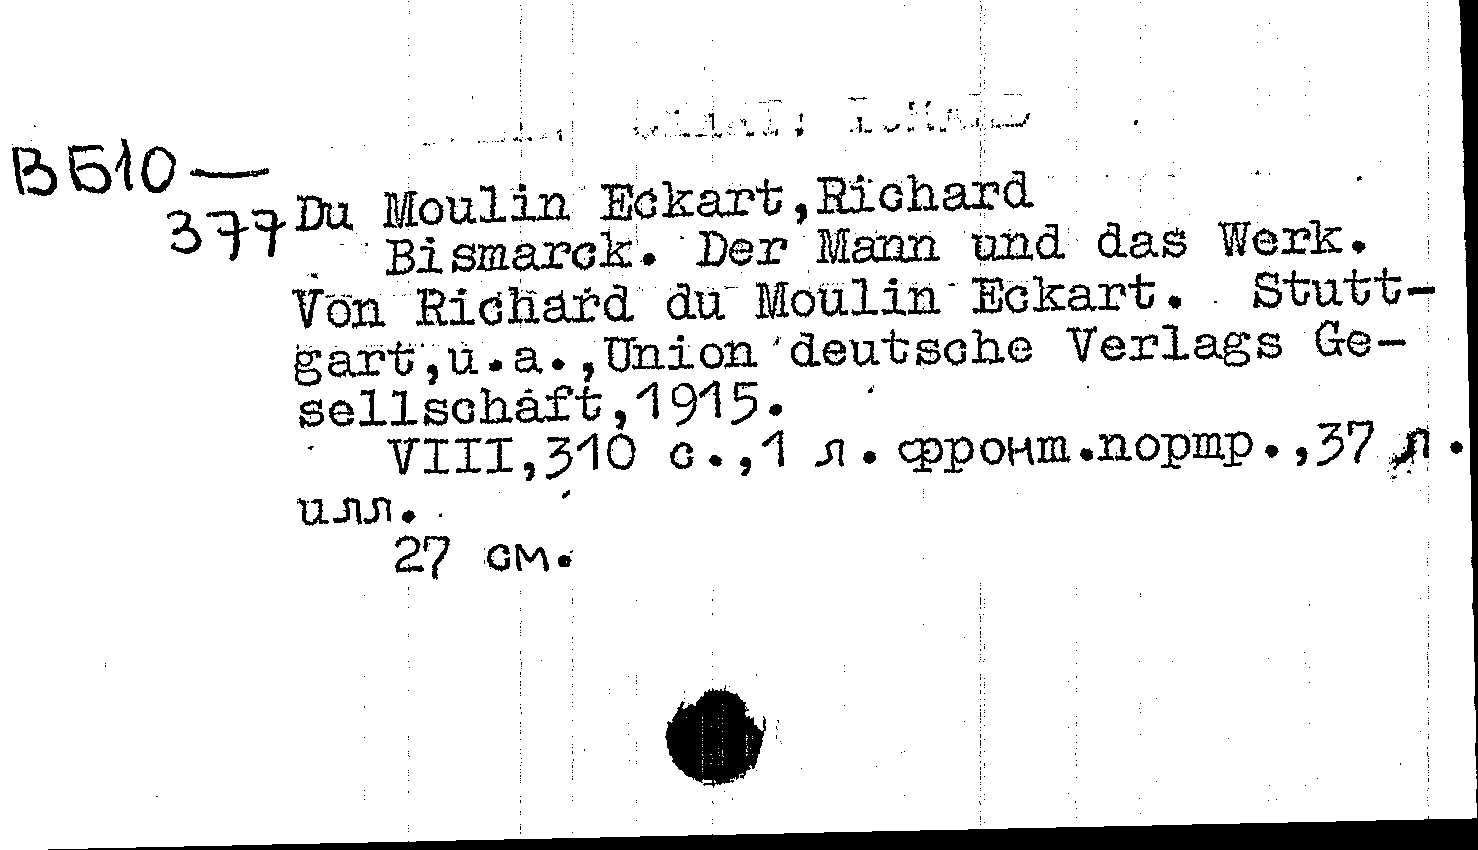 В 510—
377
Du Moulin Eckart,Richard
Bismarck. Der Mann und das Werk.
Von Richard du Moulin Eckart. Stutt-
gart,u.a.,Union deutsche Verlags Ge-
sellschaft,1915.
VIII,310 с.,1 л. фронт.портр.,37 л.
илл.
27 см.